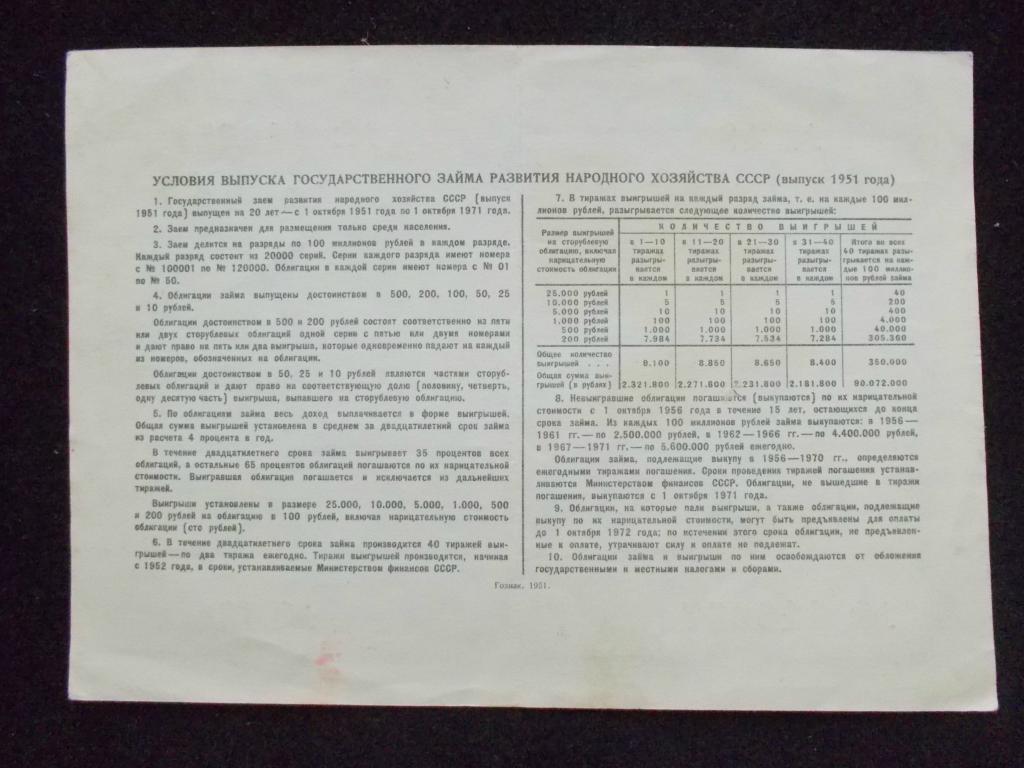 УСЛОВИЯ ВЫПУСКА ГОСУДАРСТВЕННОГО ЗАЙМА РАЗВИТИЯ НАРОДНОГО ХОЗЯЙСТВА СССР (выпуск 1951 года)
1. Государственный заем развития народного хозяйства СССР (выпуск
1951 года) выпущен на 20 лет — с 1 октября 1951 года по 1 октября 1971 года.
2. Заем предназначен для размещения только среди населения.
3. Заем делится на разряды по 100 миллионов рублей в каждом разряде.
Каждый разряд состоит из 20000 серий. Серии каждого разряда имеют номера
с № 100001 по № 120000. Облигации в каждой серии имеют номера с № 01
по № 50.
4. Облигации займа выпущены достоинством в 500, 200, 100, 50, 25
и 10 рублей.
Облигации достоинством в 500 и 200 рублей состоят соответственно из пяти
или двух сторублевых облигаций одной серии с пятью или двумя номерами
и дают право на пять или два выигрыша, которые одновременно падают на каждый
из номеров, обозначенных на облигации.
Облигации достоинством в 50, 25 и 10 рублей являются частями сторуб-
левых облигаций и дают право на соответствующую долю (половину, четверть,
одну десятую часть) выигрыша, выпавшего на сторублевую облигацию.
5. По облигациям займа весь доход выплачивается в форме выигрышей.
Общая сумма выигрышей установлена в среднем за двадцатилетний срок займа
из расчета 4 процента в год.
В течение двадцатилетнего срока займа выигрывает 35 процентов всех
облигаций, а остальные 65 процентов облигаций погашаются по их нарицательной
стоимости. Выигравшая облигация погашается и исключается из дальнейших
тиражей.
Выигрыши установлены в размере 25.000, 10.000, 5.000, 1.000, 500
и 200 рублей на облигацию в 100 рублей, включая нарицательную стоимость
облигации (сто рублей).
6. В течение двадцатилетнего срока займа производится 40 тиражей выи-
грышей — по два тиража ежегодно. Тиражи выигрышей производятся, начиная
с 1952 года, в сроки, устанавливаемые Министерством финансов СССР.
7. В тиражах выигрышей на каждый разряд займа, т. е. на каждые 100 мил-
лионов рублей, разыгрывается следующее количество выигрышей:
Размер выигрышей
на сторублевую
облигацию, включая
нарицательную
стоимость облигации
КОЛИЧЕСТВО ВЫИГРЫШЕЙ
в 1—10
тиражах
разыгры-
вается
в каждом
в 11—20
тиражах
разыгры-
вается
в каждом
в 21—30
тиражах
разыгры-
вается
в каждом
в 31—40
тиражах
разыгры-
вается
в каждом
Итого во всех
40 тиражах разы-
грывается на каж-
дые 100 миллио-
нов рублей займа
25.000 рублей 1 1 1 1 40
10.000 рублей 5 5 5 5 200
5.000 рублей 10 10 10 10 400
1.000 рублей 100 100 100 100 4.000
500 рублей 1.000 1.000 1.000 1.000 40.000
200 рублей 7.984 7.734 7.534 7.284 305.360
Общее количество
выигрышей . . . 9.100 8.850 8.650 8.400 350.000
Общая сумма выи-
грышей (в рублях) 2.321.800 2.271.800 2.231.800 2.181.800 90.072.000
8. Невыигравшие облигации погашаются (выкупаются) по их нарицательной
стоимости с 1 октября 1956 года в течение 15 лет, остающихся до конца
срока займа. Из каждых 100 миллионов рублей займа выкупаются: в 1956—
1961 гг. — по 2.500.000 рублей, в 1962—1966 гг. — по 4.400.000 рублей,
в 1967—1971 гг. — по 5.600.000 рублей ежегодно.
Облигации займа, подлежащие выкупу в 1956—1970 гг., определяются
ежегодными тиражами погашения. Сроки проведения тиражей погашения устанав-
ливаются Министерством финансов СССР. Облигации, не вышедшие в тиражи
погашения, выкупаются с 1 октября 1971 года.
9. Облигации, на которые пали выигрыши, а также облигации, подлежащие
выкупу по их нарицательной стоимости, могут быть предъявлены для оплаты
до 1 октября 1972 года; по истечении этого срока облигации, не предъявлен-
ные к оплате, утрачивают силу и оплате не подлежат.
10. Облигации займа и выигрыши по ним освобождаются от обложения
государственными и местными налогами и сборами.
Гознак. 1951.